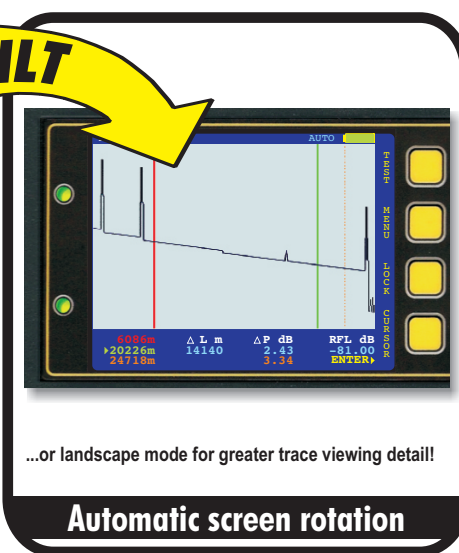 ILT
AUTO
TEST
MENU
LOCK
CURSOR
6086m Δ L m ΔP dB RFL dB
▸20226m 14140 2.43 -81.00
24718m 3.34 ENTER▸
...or landscape mode for greater trace viewing detail!
Automatic screen rotation